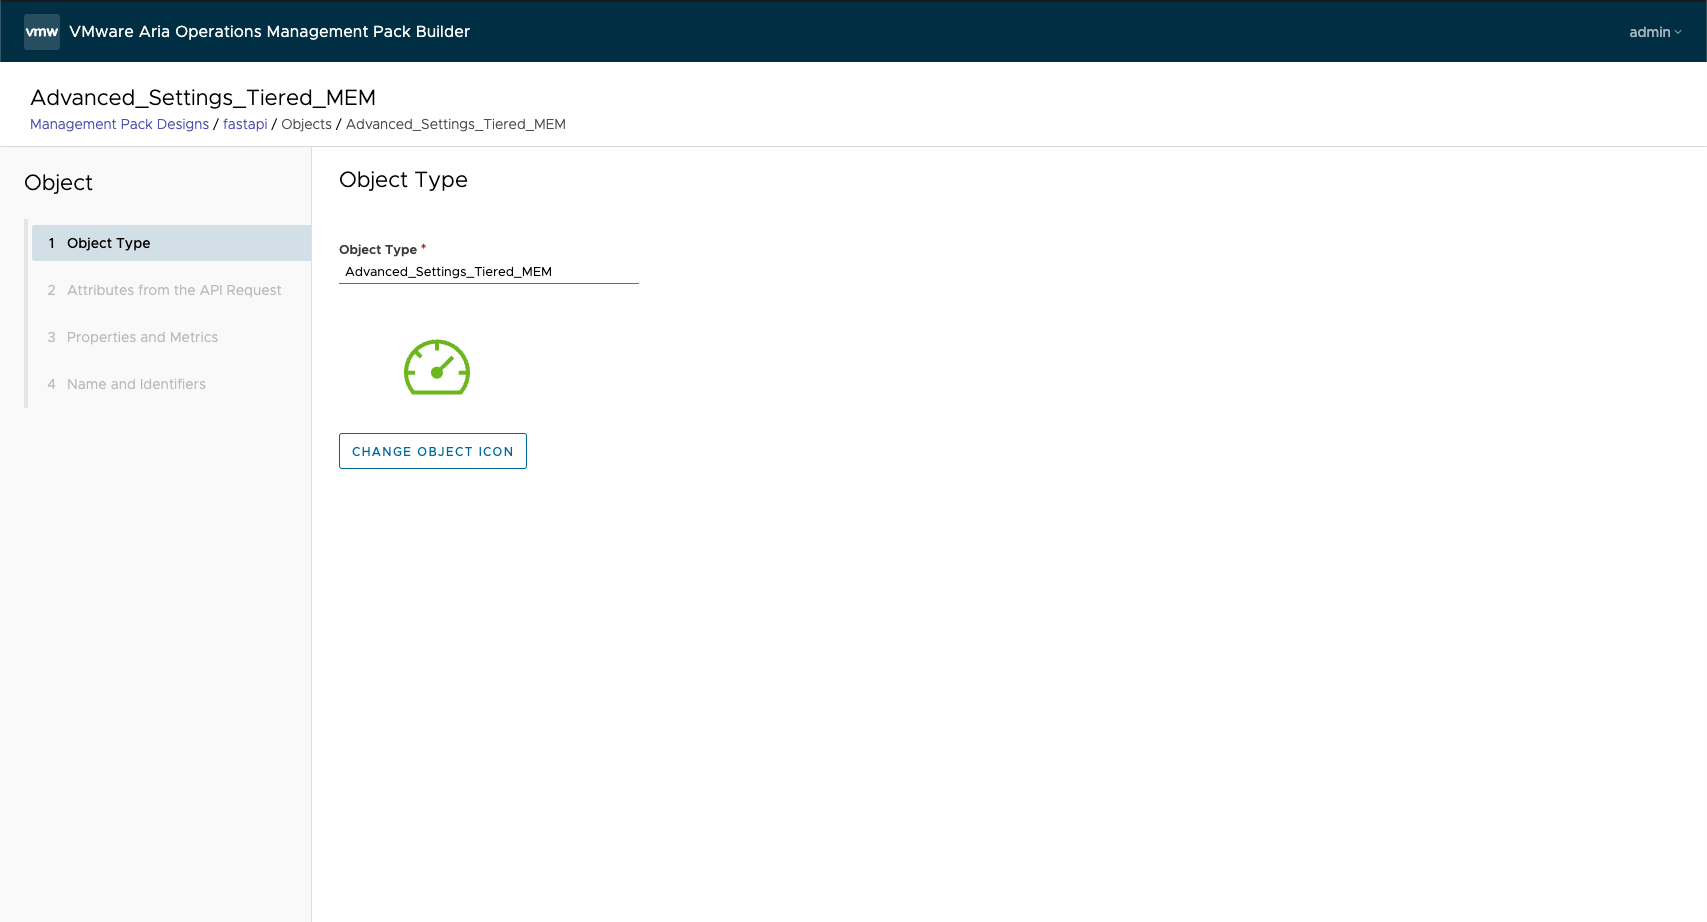 vmw VMware Aria Operations Management Pack Builder
admin
Advanced_Settings_Tiered_MEM
Management Pack Designs / fastapi / Objects / Advanced_Settings_Tiered_MEM
Object
1 Object Type
2 Attributes from the API Request
3 Properties and Metrics
4 Name and Identifiers
Object Type
Object Type *
Advanced_Settings_Tiered_MEM
CHANGE OBJECT ICON